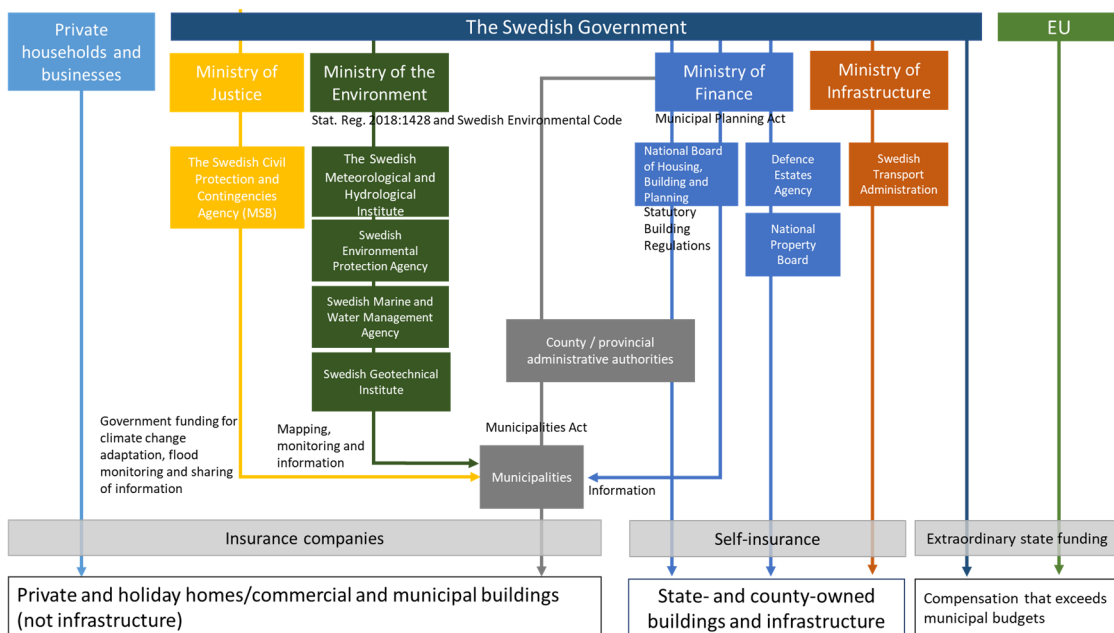 Private
households and
businesses
The Swedish Government
EU
Ministry of
Justice
Ministry of the
Environment
Ministry of
Finance
Ministry of
Infrastructure
Stat. Reg. 2018:1428 and Swedish Environmental Code
Municipal Planning Act
The Swedish Civil
Protection and
Contingencies
Agency (MSB)
The Swedish
Meteorological and
Hydrological
Institute
Swedish
Environmental
Protection Agency
Swedish Marine and
Water Management
Agency
Swedish Geotechnical
Institute
National Board
of Housing,
Building and
Planning
Statutory
Building
Regulations
Defence
Estates
Agency
National
Property
Board
Swedish
Transport
Administration
County / provincial
administrative authorities
Government funding for
climate change
adaptation, flood
monitoring and sharing
of information
Mapping,
monitoring and
information
Municipalities Act
Municipalities
Information
Insurance companies
Self-insurance
Extraordinary state funding
Private and holiday homes/commercial and municipal buildings
(not infrastructure)
State- and county-owned
buildings and infrastructure
Compensation that exceeds
municipal budgets